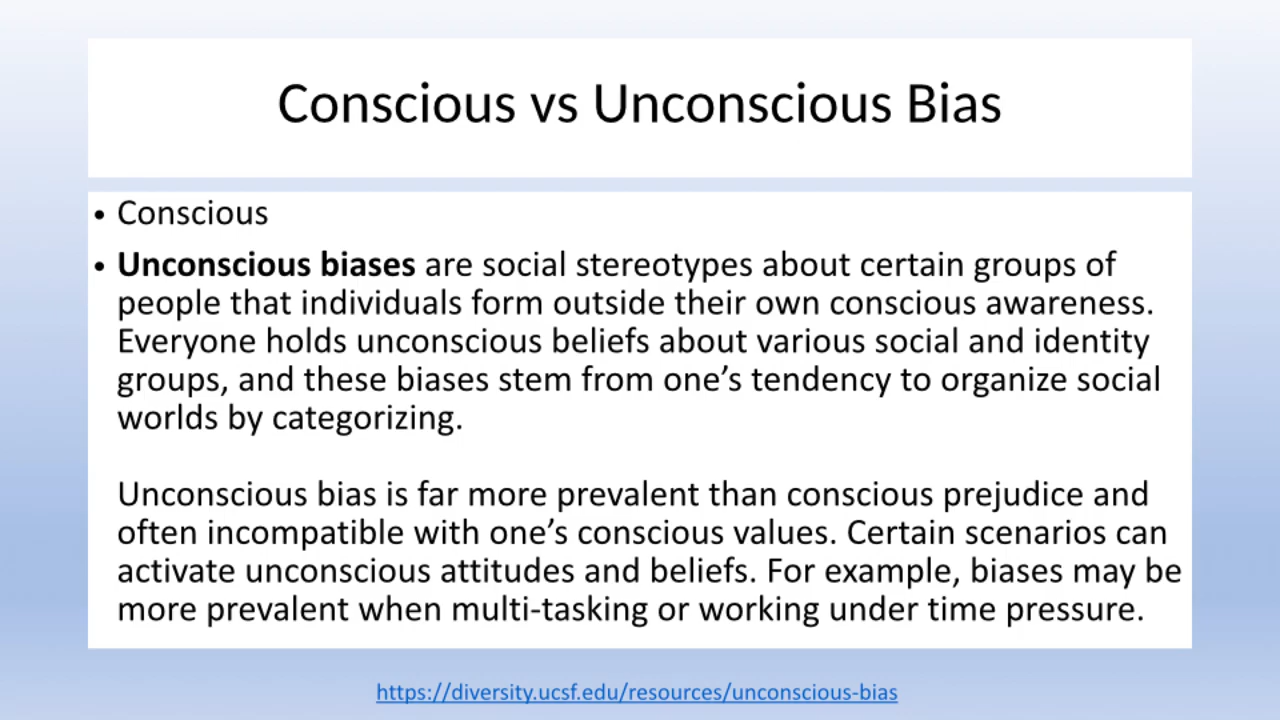 Conscious vs Unconscious Bias
• Conscious
• Unconscious biases are social stereotypes about certain groups of
people that individuals form outside their own conscious awareness.
Everyone holds unconscious beliefs about various social and identity
groups, and these biases stem from one’s tendency to organize social
worlds by categorizing.
Unconscious bias is far more prevalent than conscious prejudice and
often incompatible with one’s conscious values. Certain scenarios can
activate unconscious attitudes and beliefs. For example, biases may be
more prevalent when multi-tasking or working under time pressure.
https://diversity.ucsf.edu/resources/unconscious-bias